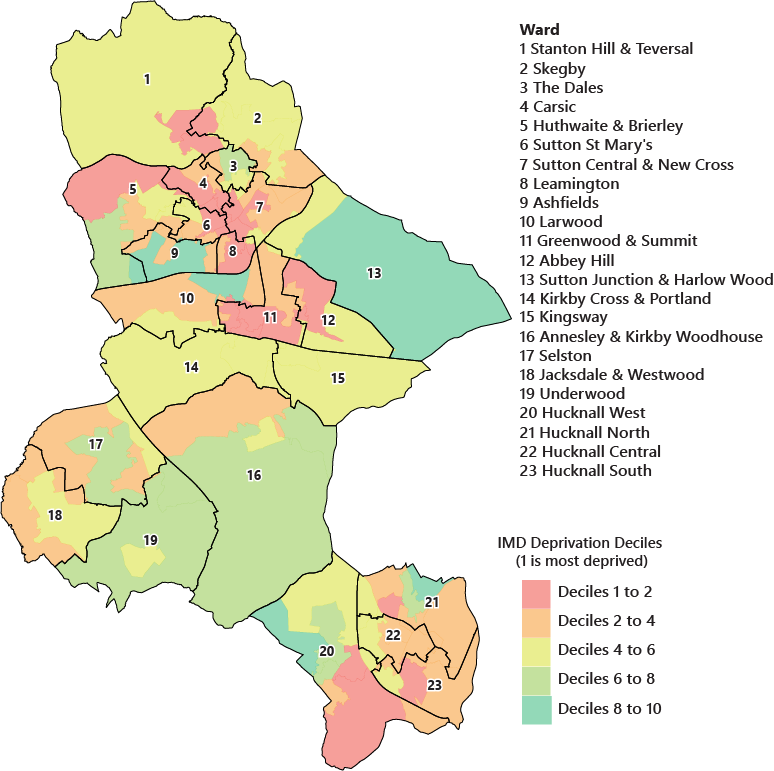 Ward
1 Stanton Hill & Teversal
2 Skegby
3 The Dales
4 Carsic
5 Huthwaite & Brierley
6 Sutton St Mary's
7 Sutton Central & New Cross
8 Leamington
9 Ashfields
10 Larwood
11 Greenwood & Summit
12 Abbey Hill
13 Sutton Junction & Harlow Wood
14 Kirkby Cross & Portland
15 Kingsway
16 Annesley & Kirkby Woodhouse
17 Selston
18 Jacksdale & Westwood
19 Underwood
20 Hucknall West
21 Hucknall North
22 Hucknall Central
23 Hucknall South
1
2
3
4
5
6
7
8
9
10
11
12
13
14
15
16
17
18
19
20
21
22
23
IMD Deprivation Deciles
(1 is most deprived)
Deciles 1 to 2
Deciles 2 to 4
Deciles 4 to 6
Deciles 6 to 8
Deciles 8 to 10